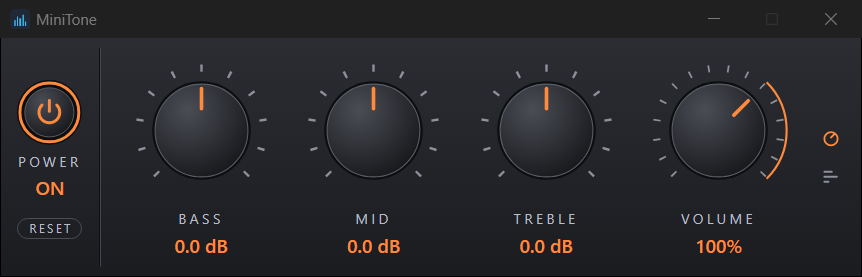 MiniTone
POWER
ON
RESET
BASS
0.0 dB
MID
0.0 dB
TREBLE
0.0 dB
VOLUME
100%